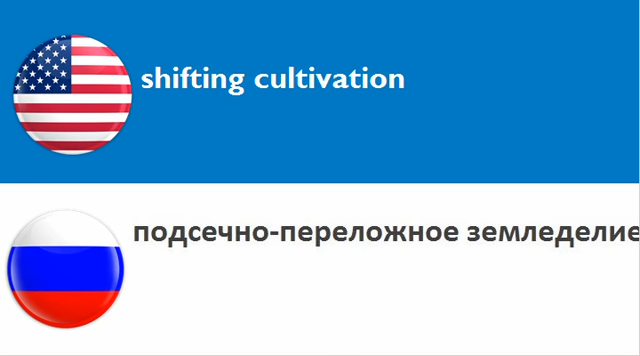 shifting cultivation
подсечно-переложное земледелие